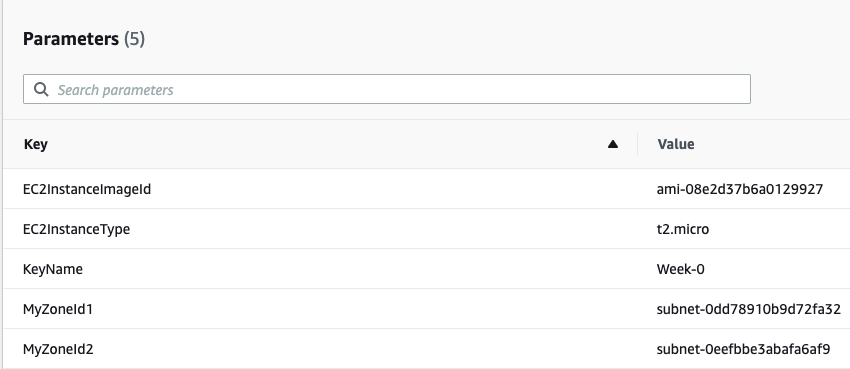 Parameters (5)
Search parameters
Key Value
EC2InstanceImageId ami-08e2d37b6a0129927
EC2InstanceType t2.micro
KeyName Week-0
MyZoneId1 subnet-0dd78910b9d72fa32
MyZoneId2 subnet-0eefbbe3abafa6af9